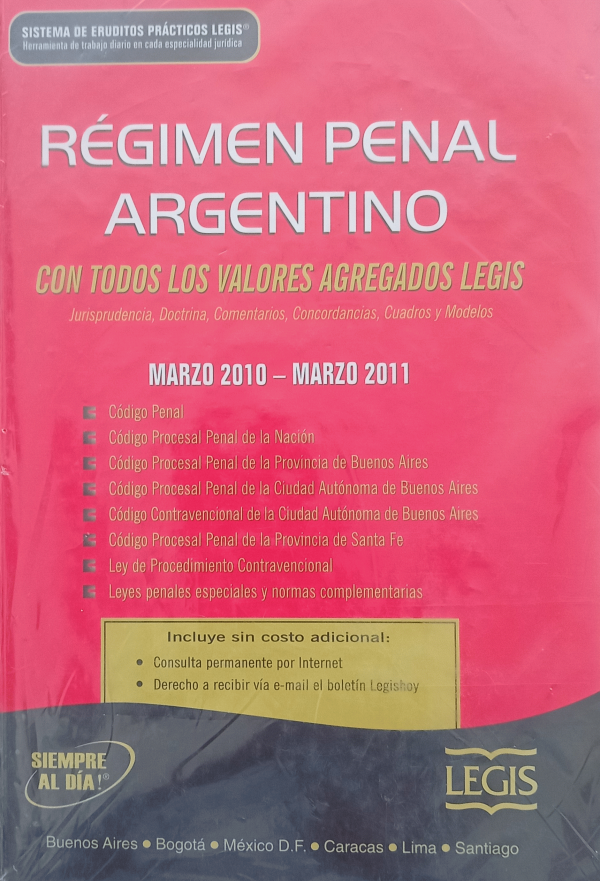 SISTEMA DE ERUDITOS PRÁCTICOS LEGIS®
Herramienta de trabajo diario en cada especialidad jurídica
RÉGIMEN PENAL
ARGENTINO
CON TODOS LOS VALORES AGREGADOS LEGIS
Jurisprudencia, Doctrina, Comentarios, Concordancias, Cuadros y Modelos
MARZO 2010 – MARZO 2011
Código Penal
Código Procesal Penal de la Nación
Código Procesal Penal de la Provincia de Buenos Aires
Código Procesal Penal de la Ciudad Autónoma de Buenos Aires
Código Contravencional de la Ciudad Autónoma de Buenos Aires
Código Procesal Penal de la Provincia de Santa Fe
Ley de Procedimiento Contravencional
Leyes penales especiales y normas complementarias
Incluye sin costo adicional:
• Consulta permanente por Internet
• Derecho a recibir vía e-mail el boletín Legishoy
SIEMPRE
AL DÍA!®
LEGIS
Buenos Aires • Bogotá • México D.F. • Caracas • Lima • Santiago